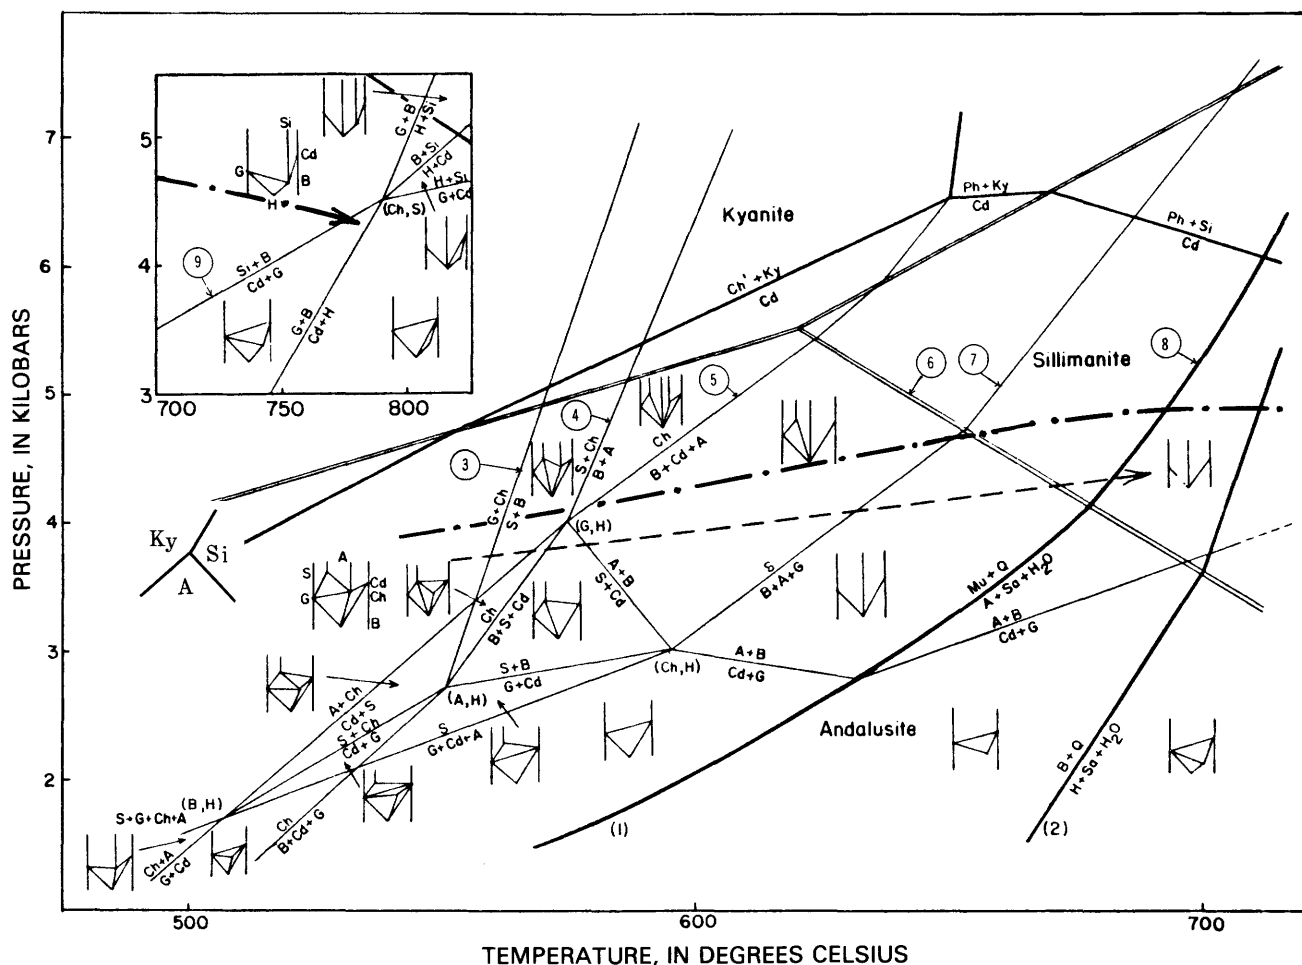 7
6
5
4
3
2
PRESSURE, IN KILOBARS
500
600
700
TEMPERATURE, IN DEGREES CELSIUS
5
4
3
700
750
800
Si
Cd
G
B
H
9
Si+B
Cd+G
G+B
Cd+H
G+B
H+Si
B+Si
H+Cd
H+Si
G+Cd
(Ch,S)
Kyanite
Ph+Ky
Cd
Ph+Si
Cd
Ch'+Ky
Cd
Sillimanite
8
6
7
5
4
3
S+Ch
B+A
Ch
B+Cd+A
G+Ch
S+B
(G,H)
Ky
Si
A
A
S
Cd
G
Ch
B
Ch
B+S+Cd
A+B
S+Cd
δ
B+A+G
Mu+Q
A+Sa+H2O
A+B
Cd+G
(Ch,H)
A+B
Cd+G
S+B
G+Cd
(A,H)
A+Ch
Cd+S
S+Ch
Cd+G
S
G+Cd+A
Andalusite
(B,H)
S+G+Ch+A
Ch+A
G+Cd
Ch
B+Cd+G
(1)
B+Q
H+Sa+H2O
(2)